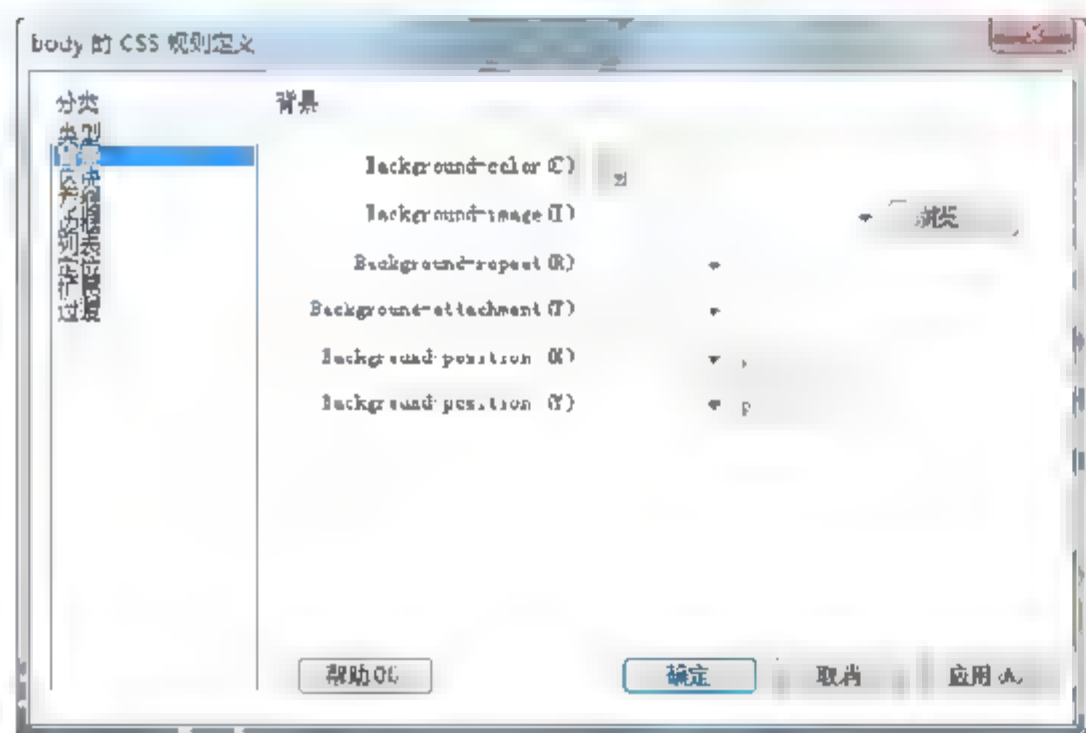 body 的 CSS 规则定义
分类
背景
类型
背景
区块
方框
边框
列表
定位
扩展
过渡
Background-color (C)
Background-image (I)
浏览
Background-repeat (R)
Background-attachment (T)
Background-position (X)
Background-position (Y)
帮助
确定
取消
应用 (A)